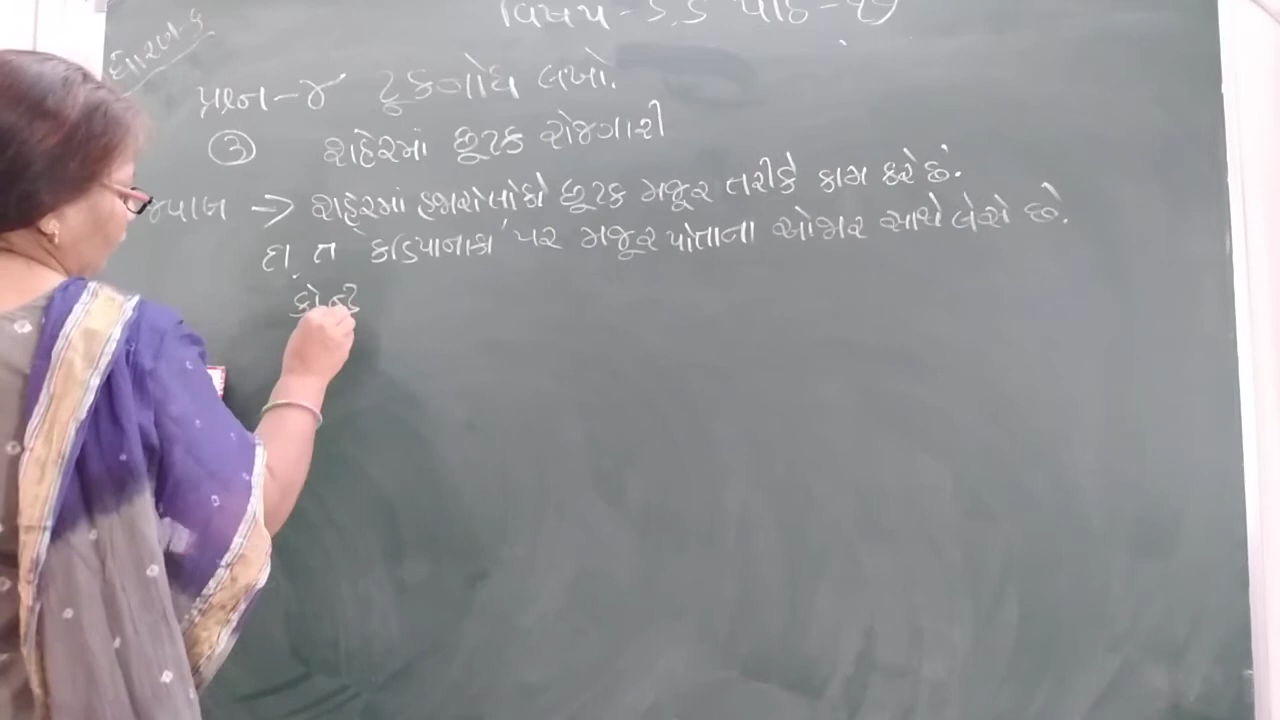 વિષય - S.S પાઠ - ૧૭
ધોરણ-૬
પ્રશ્ન-૪ ટૂંકનોંધ લખો.
૩ શહેરમાં છૂટક રોજગારી
જવાબ → શહેરમાં હજારો લોકો છૂટક મજૂર તરીકે કામ કરે છે.
દા.ત 'કડિયાનાકા' પર મજૂર પોતાના ઓજાર સાથે બેસે છે.
કોન્ટ્ર